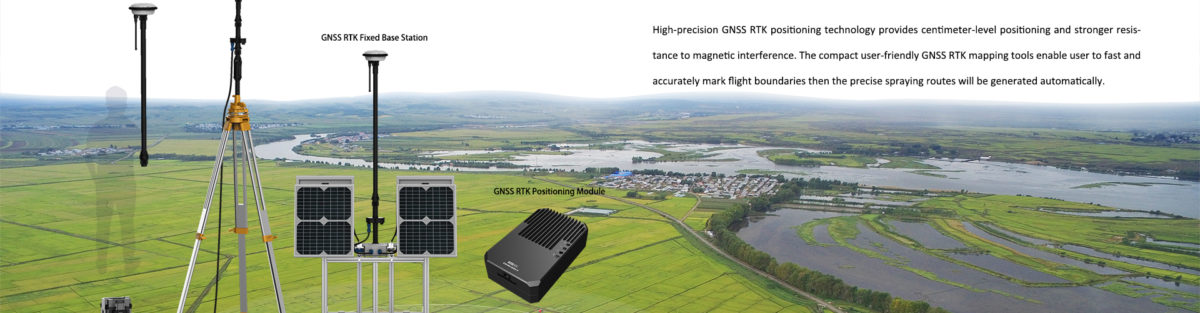 High-precision GNSS RTK positioning technology provides centimeter-level positioning and stronger resis-
tance to magnetic interference. The compact user-friendly GNSS RTK mapping tools enable user to fast and
accurately mark flight boundaries then the precise spraying routes will be generated automatically.
GNSS RTK Fixed Base Station
GNSS RTK Positioning Module